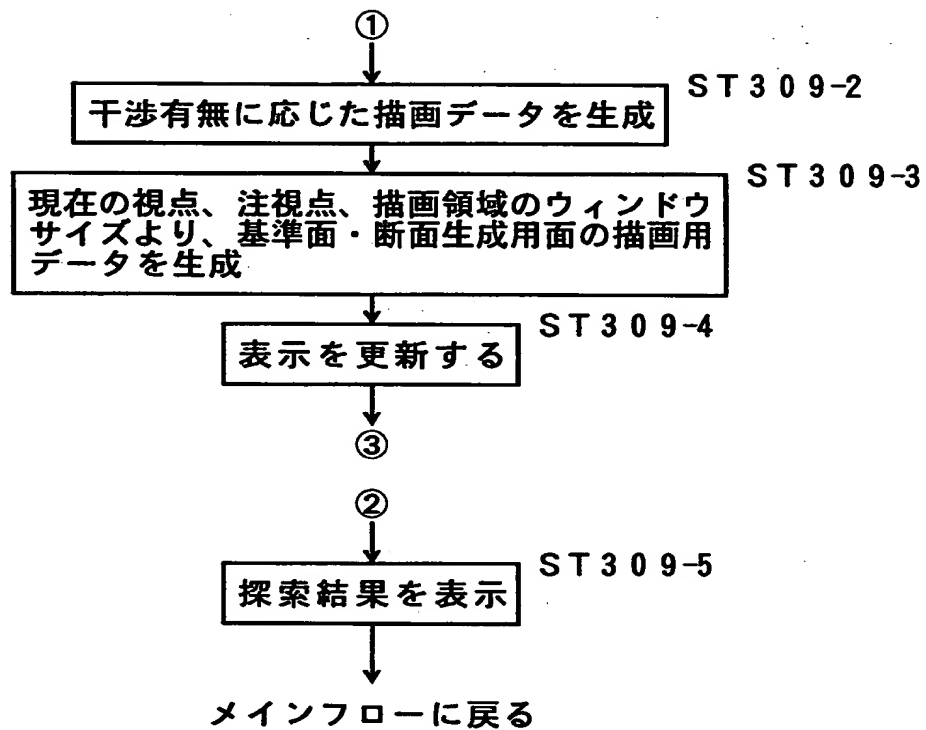 ①
ST309-2
干渉有無に応じた描画データを生成
ST309-3
現在の視点、注視点、描画領域のウィンドウ
サイズより、基準面・断面生成用面の描画用
データを生成
ST309-4
表示を更新する
③
②
ST309-5
探索結果を表示
メインフローに戻る